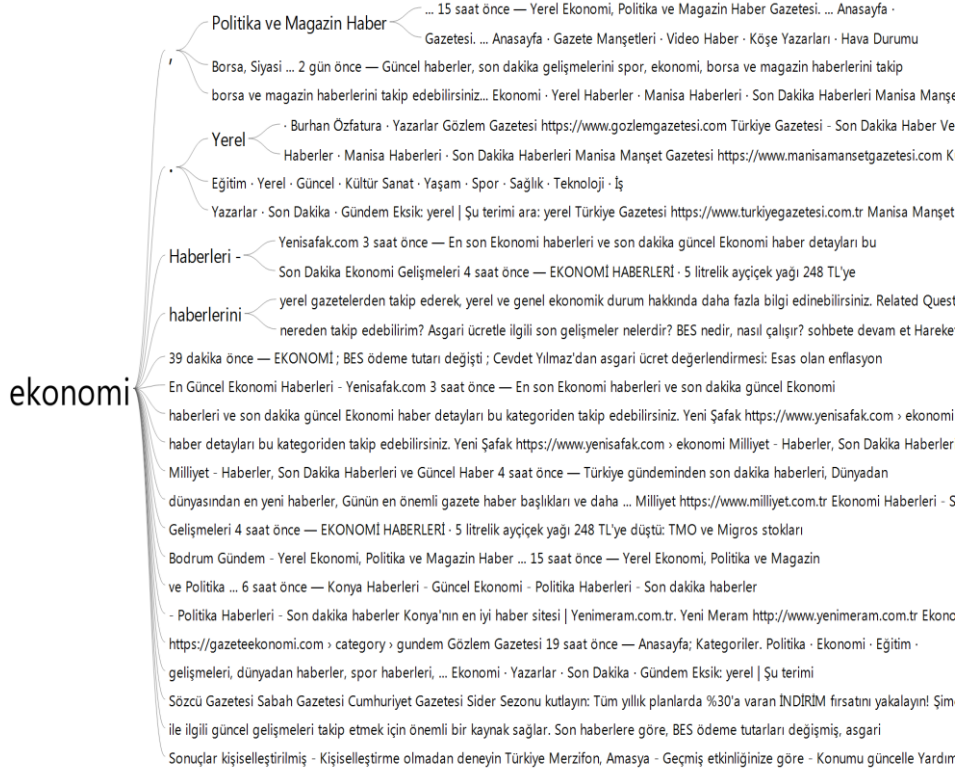 ekonomi
,
Politika ve Magazin Haber
... 15 saat önce — Yerel Ekonomi, Politika ve Magazin Haber Gazetesi. ... Anasayfa ·
Gazetesi. ... Anasayfa · Gazete Manşetleri · Video Haber · Köşe Yazarları · Hava Durumu
Borsa, Siyasi ... 2 gün önce — Güncel haberler, son dakika gelişmelerini spor, ekonomi, borsa ve magazin haberlerini takip
borsa ve magazin haberlerini takip edebilirsiniz... Ekonomi · Yerel Haberler · Manisa Haberleri · Son Dakika Haberleri Manisa Manşe
.
Yerel
· Burhan Özfatura · Yazarlar Gözlem Gazetesi https://www.gozlemgazetesi.com Türkiye Gazetesi - Son Dakika Haber Ve
Haberler · Manisa Haberleri · Son Dakika Haberleri Manisa Manşet Gazetesi https://www.manisamansetgazetesi.com K
Eğitim · Yerel · Güncel · Kültür Sanat · Yaşam · Spor · Sağlık · Teknoloji · İş
Yazarlar · Son Dakika · Gündem Eksik: yerel | Şu terimi ara: yerel Türkiye Gazetesi https://www.turkiyegazetesi.com.tr Manisa Manşet
Haberleri -
Yenisafak.com 3 saat önce — En son Ekonomi haberleri ve son dakika güncel Ekonomi haber detayları bu
Son Dakika Ekonomi Gelişmeleri 4 saat önce — EKONOMİ HABERLERİ · 5 litrelik ayçiçek yağı 248 TL'ye
haberlerini
yerel gazetelerden takip ederek, yerel ve genel ekonomik durum hakkında daha fazla bilgi edinebilirsiniz. Related Quest
nereden takip edebilirim? Asgari ücretle ilgili son gelişmeler nelerdir? BES nedir, nasıl çalışır? sohbete devam et Hareke
39 dakika önce — EKONOMİ ; BES ödeme tutarı değişti ; Cevdet Yılmaz'dan asgari ücret değerlendirmesi: Esas olan enflasyon
En Güncel Ekonomi Haberleri - Yenisafak.com 3 saat önce — En son Ekonomi haberleri ve son dakika güncel Ekonomi
haberleri ve son dakika güncel Ekonomi haber detayları bu kategoriden takip edebilirsiniz. Yeni Şafak https://www.yenisafak.com › ekonomi
haber detayları bu kategoriden takip edebilirsiniz. Yeni Şafak https://www.yenisafak.com › ekonomi Milliyet - Haberler, Son Dakika Haberler
Milliyet - Haberler, Son Dakika Haberleri ve Güncel Haber 4 saat önce — Türkiye gündeminden son dakika haberleri, Dünyadan
dünyasından en yeni haberler, Günün en önemli gazete haber başlıkları ve daha ... Milliyet https://www.milliyet.com.tr Ekonomi Haberleri - S
Gelişmeleri 4 saat önce — EKONOMİ HABERLERİ · 5 litrelik ayçiçek yağı 248 TL'ye düştü: TMO ve Migros stokları
Bodrum Gündem - Yerel Ekonomi, Politika ve Magazin Haber ... 15 saat önce — Yerel Ekonomi, Politika ve Magazin
ve Politika ... 6 saat önce — Konya Haberleri - Güncel Ekonomi - Politika Haberleri - Son dakika haberler
- Politika Haberleri - Son dakika haberler Konya'nın en iyi haber sitesi | Yenimeram.com.tr. Yeni Meram http://www.yenimeram.com.tr Ekono
https://gazeteekonomi.com › category › gundem Gözlem Gazetesi 19 saat önce — Anasayfa; Kategoriler. Politika · Ekonomi · Eğitim ·
gelişmeleri, dünyadan haberler, spor haberleri, ... Ekonomi · Yazarlar · Son Dakika · Gündem Eksik: yerel | Şu terimi
Sözcü Gazetesi Sabah Gazetesi Cumhuriyet Gazetesi Sider Sezonu kutlayın: Tüm yıllık planlarda %30'a varan İNDİRİM fırsatını yakalayın! Şim
ile ilgili güncel gelişmeleri takip etmek için önemli bir kaynak sağlar. Son haberlere göre, BES ödeme tutarları değişmiş, asgari
Sonuçlar kişiselleştirilmiş - Kişiselleştirme olmadan deneyin Türkiye Merzifon, Amasya - Geçmiş etkinliğinize göre - Konumu güncelle Yardım